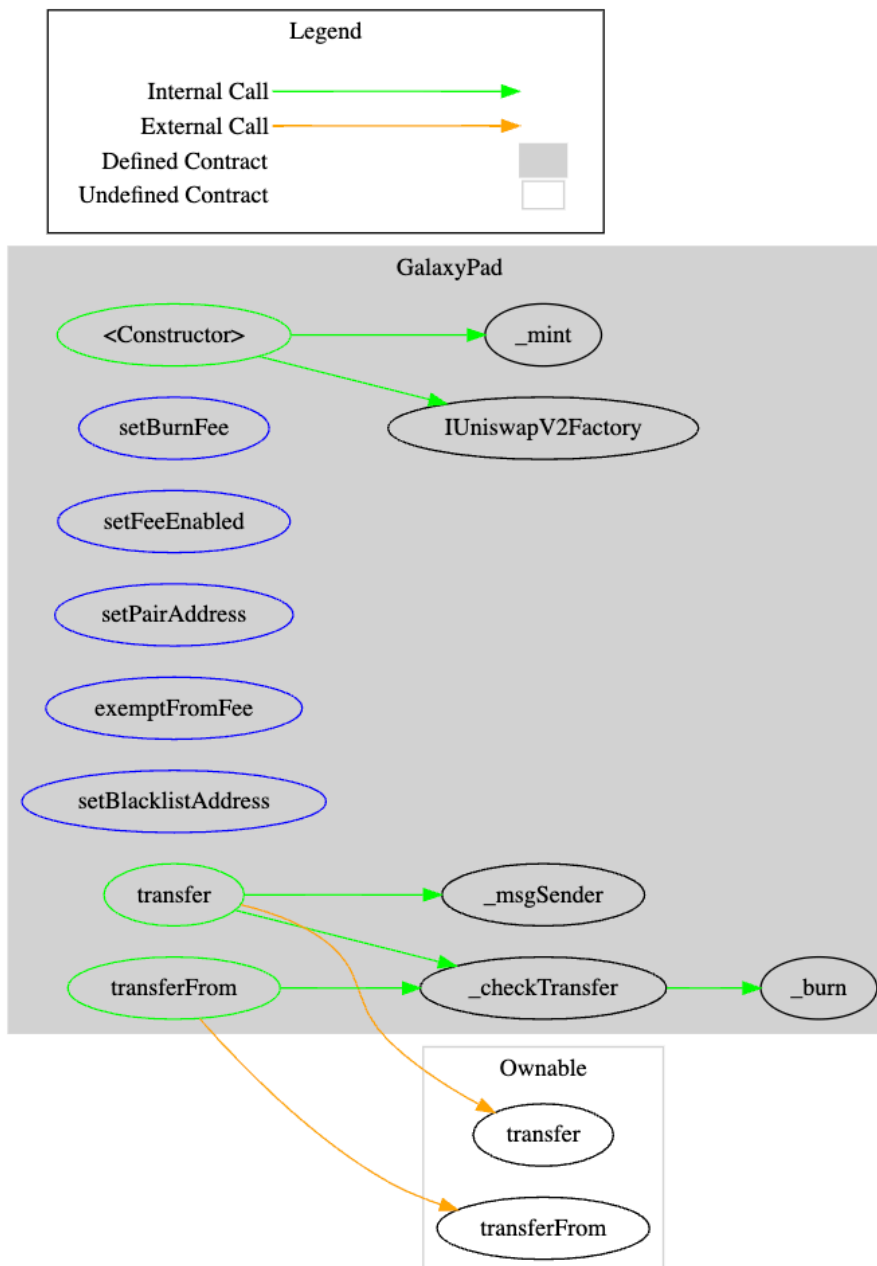 Legend
Internal Call
External Call
Defined Contract
Undefined Contract
GalaxyPad
<Constructor>
_mint
setBurnFee
IUniswapV2Factory
setFeeEnabled
setPairAddress
exemptFromFee
setBlacklistAddress
transfer
_msgSender
transferFrom
_checkTransfer
_burn
Ownable
transfer
transferFrom